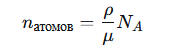 n_атомов = ρ/μ N_A